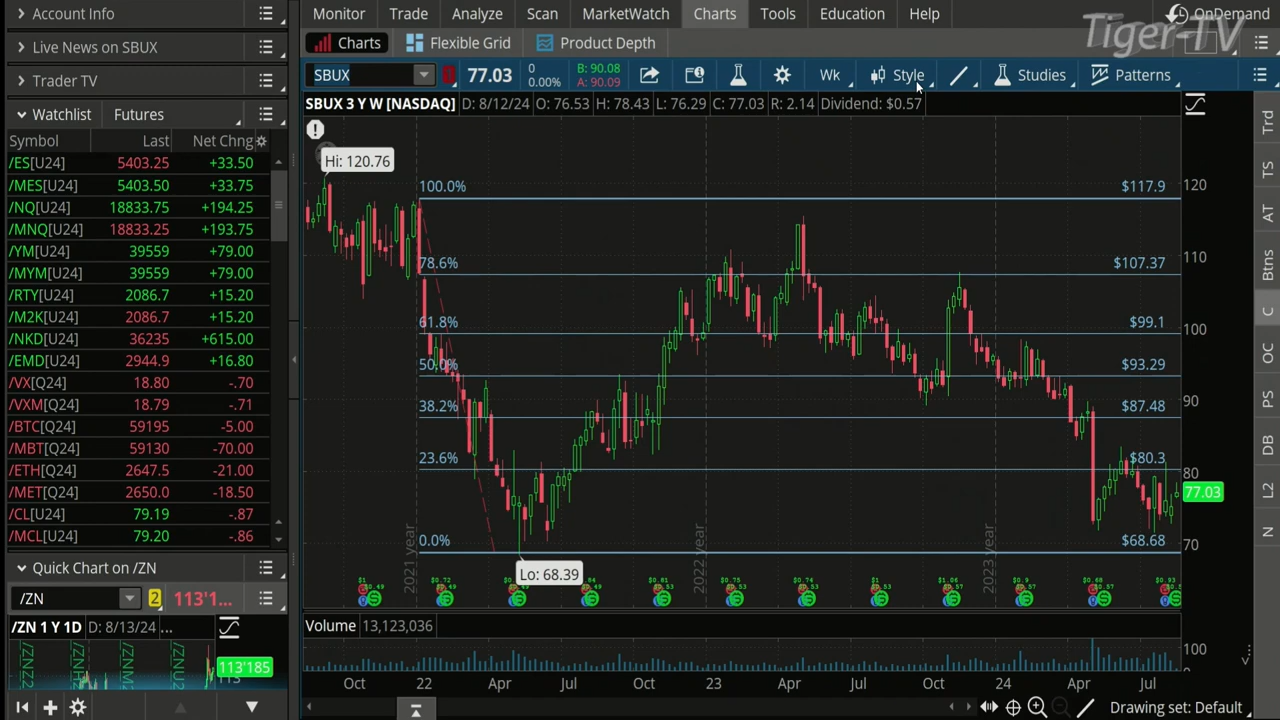 Account Info
Live News on SBUX
Trader TV
Watchlist Futures
Symbol Last Net Chng
/ES[U24] 5403.25 +33.50
/MES[U24] 5403.50 +33.75
/NQ[U24] 18833.75 +194.25
/MNQ[U24] 18833.25 +193.75
/YM[U24] 39559 +79.00
/MYM[U24] 39559 +79.00
/RTY[U24] 2086.7 +15.20
/M2K[U24] 2086.7 +15.20
/NKD[U24] 36235 +615.00
/EMD[U24] 2944.9 +16.80
/VX[Q24] 18.80 -.70
/VXM[Q24] 18.79 -.71
/BTC[Q24] 59195 -5.00
/MBT[Q24] 59130 -70.00
/ETH[Q24] 2647.5 -21.00
/MET[Q24] 2650.0 -18.50
/CL[U24] 79.19 -.87
/MCL[U24] 79.20 -.86
Quick Chart on /ZN
/ZN 2 113'1...
/ZN 1 Y 1D D: 8/13/24 ...
113'185
Monitor Trade Analyze Scan MarketWatch Charts Tools Education Help
OnDemand
Tiger-TV
Charts Flexible Grid Product Depth
SBUX 77.03 0 0.00% B: 90.08 A: 90.09 Wk Style Studies Patterns
SBUX 3 Y W [NASDAQ] D: 8/12/24 O: 76.53 H: 78.43 L: 76.29 C: 77.03 R: 2.14 Dividend: $0.57
Hi: 120.76
100.0% $117.9
120
78.6% $107.37
110
61.8% $99.1
100
50.0% $93.29
90
38.2% $87.48
23.6% $80.3
80
77.03
0.0% $68.68
70
Lo: 68.39
2021 year 2022 year 2023 year
Volume 13,123,036
100
0
Oct 22 Apr Jul Oct 23 Apr Jul Oct 24 Apr Jul
Drawing set: Default
Trd
TS
AT
Btns
C
OC
PS
DB
L2
N